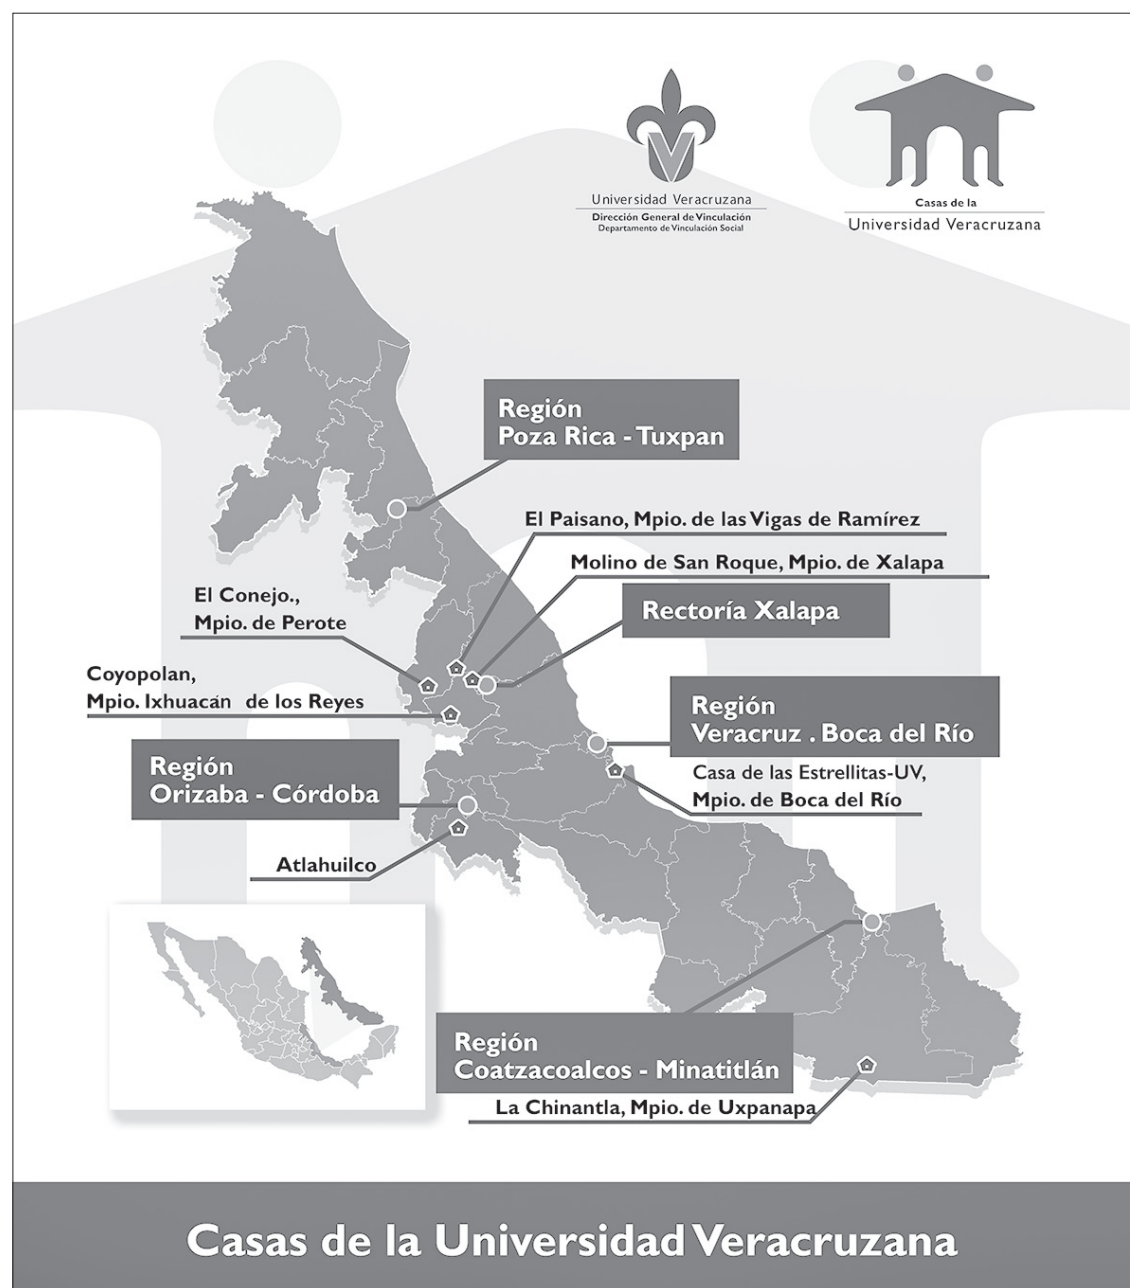 Universidad Veracruzana
Dirección General de Vinculación
Departamento de Vinculación Social
Casas de la
Universidad Veracruzana
Región
Poza Rica - Tuxpan
El Paisano, Mpio. de las Vigas de Ramírez
Molino de San Roque, Mpio. de Xalapa
El Conejo.,
Mpio. de Perote
Rectoría Xalapa
Coyopolan,
Mpio. Ixhuacán de los Reyes
Región
Veracruz . Boca del Río
Región
Orizaba - Córdoba
Casa de las Estrellitas-UV,
Mpio. de Boca del Río
Atlahuilco
Región
Coatzacoalcos - Minatitlán
La Chinantla, Mpio. de Uxpanapa
Casas de la Universidad Veracruzana